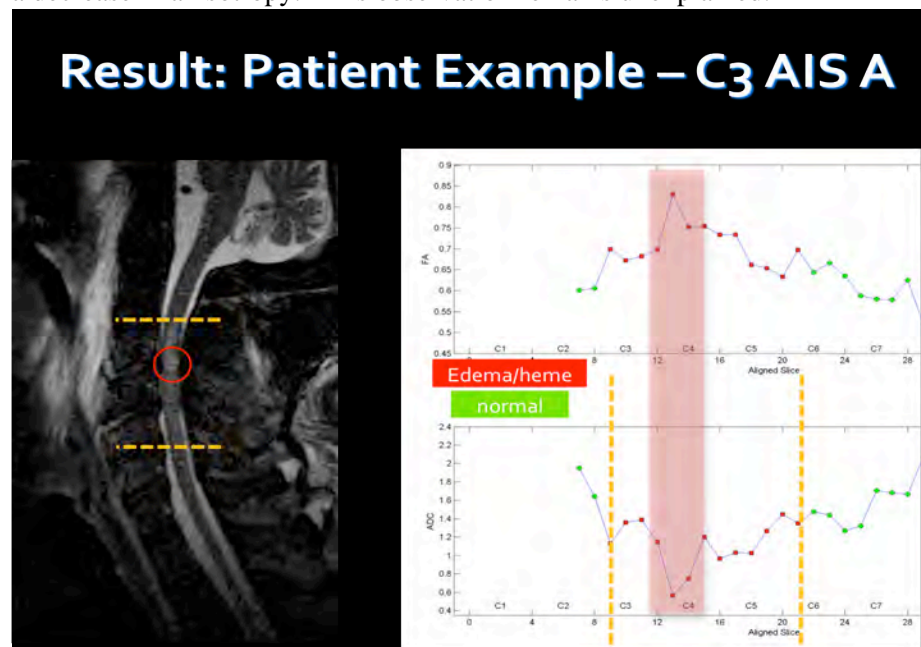 Result: Patient Example – C3 AIS A
0.9
0.85
0.8
0.75
0.7
0.65
0.6
0.55
0.5
0.45
FA
C1 C2 C3 C4 C5 C6 C7
0 4 8 12 16 20 24 28
Aligned Slice
Edema/heme
normal
2.4
2.2
2
1.8
1.6
1.4
1.2
1
0.8
0.6
0.4
ADC
C1 C2 C3 C4 C5 C6 C7
0 4 8 12 16 20 24 28
Aligned Slice